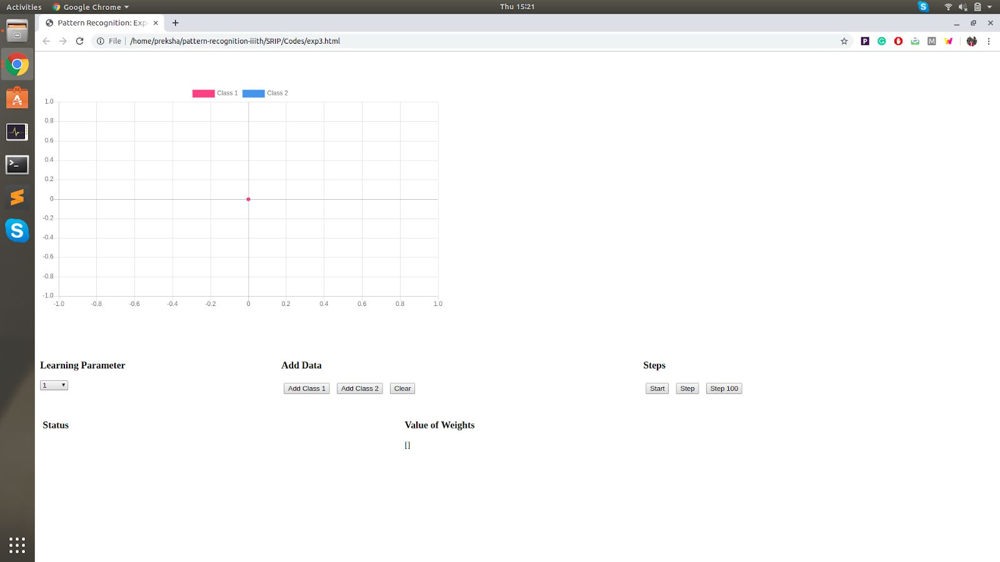 Activities Google Chrome Thu 15:21
Pattern Recognition: Exp
File /home/preksha/pattern-recognition-iiith/SRIP/Codes/exp3.html
Class 1 Class 2
1.0
0.8
0.6
0.4
0.2
0
-0.2
-0.4
-0.6
-0.8
-1.0
-1.0 -0.8 -0.6 -0.4 -0.2 0 0.2 0.4 0.6 0.8 1.0
Learning Parameter Add Data Steps
1 Add Class 1 Add Class 2 Clear Start Step Step 100
Status Value of Weights
[]